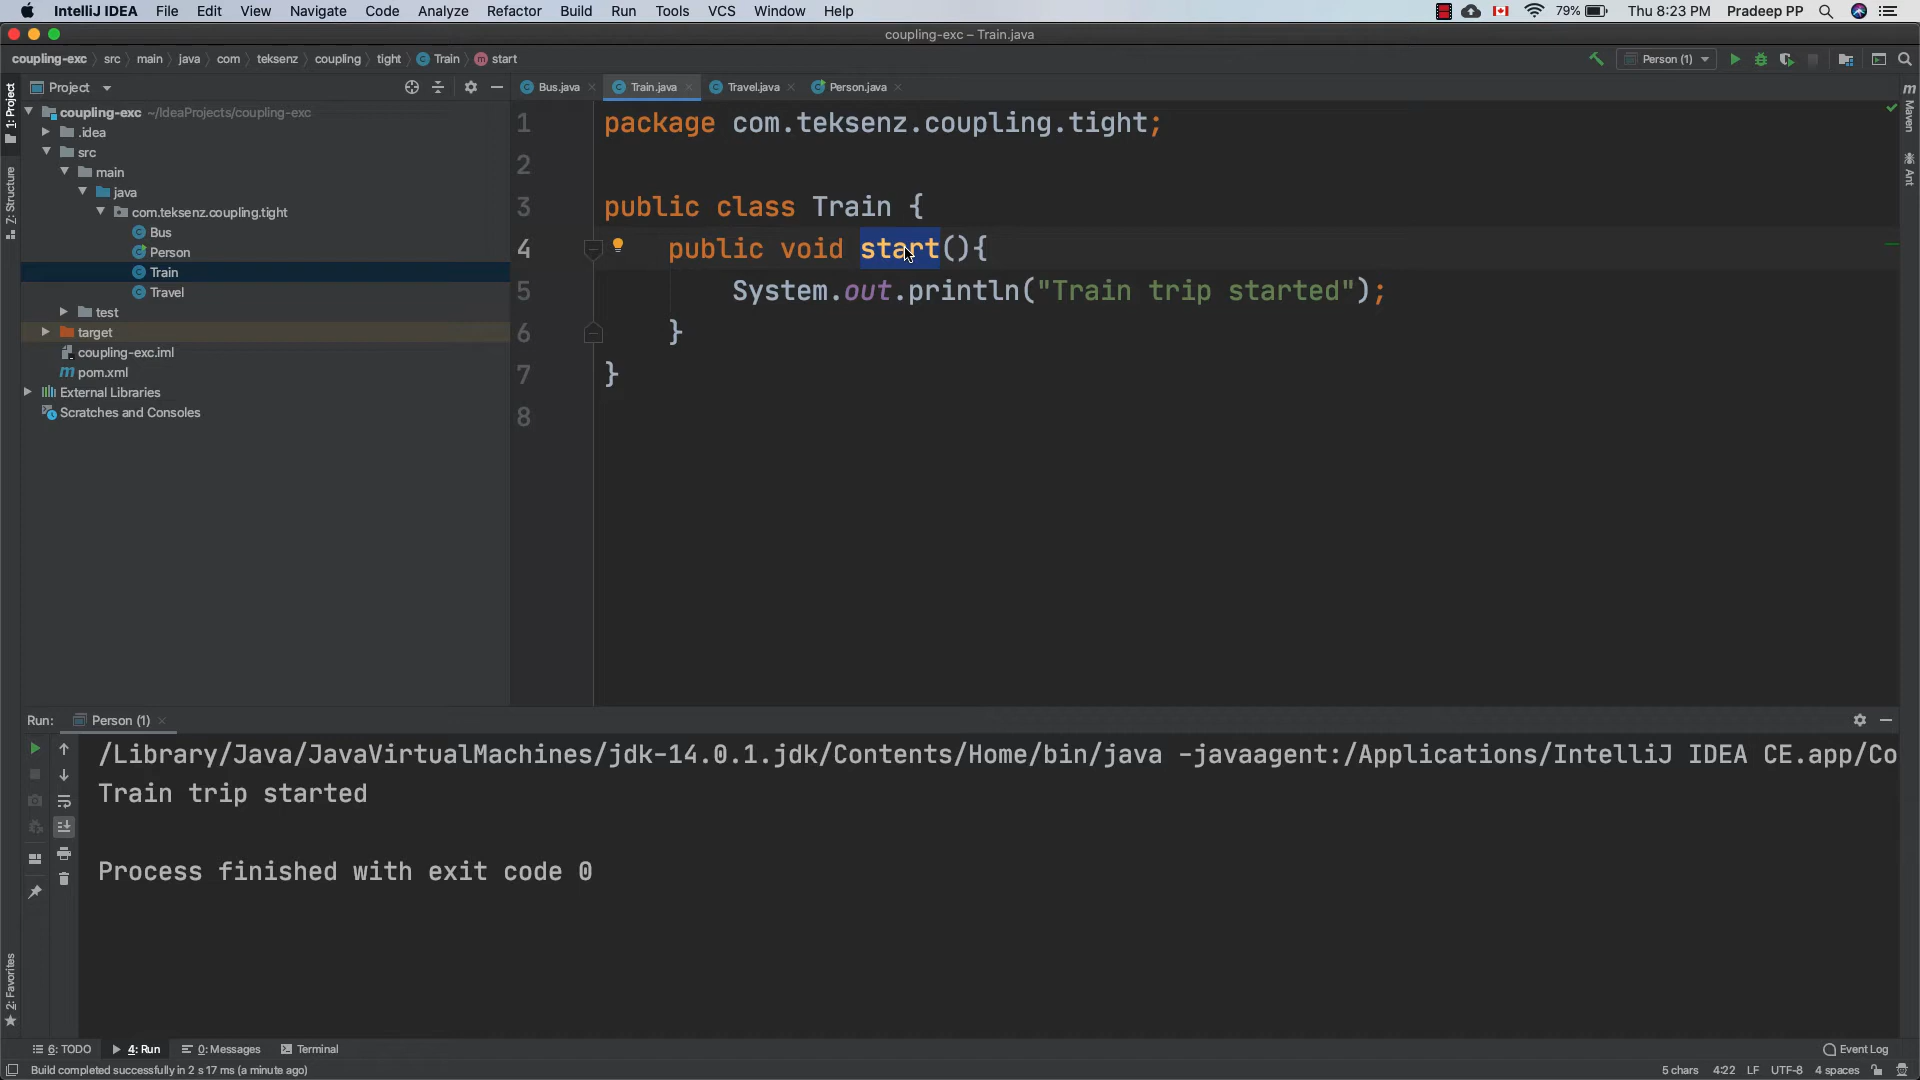 IntelliJ IDEA File Edit View Navigate Code Analyze Refactor Build Run Tools VCS Window Help 79% Thu 8:23 PM Pradeep PP
coupling-exc – Train.java
coupling-exc src main java com teksenz coupling tight Train start Person (1)
Project Bus.java Train.java Travel.java Person.java
coupling-exc ~/IdeaProjects/coupling-exc
.idea
src
main
java
com.teksenz.coupling.tight
Bus
Person
Train
Travel
test
target
coupling-exc.iml
pom.xml
External Libraries
Scratches and Consoles
1: Project
Z: Structure
2: Favorites
1 package com.teksenz.coupling.tight;
2
3 public class Train {
4 public void start(){
5 System.out.println("Train trip started");
6 }
7 }
8
m Maven
Ant
Run: Person (1)
/Library/Java/JavaVirtualMachines/jdk-14.0.1.jdk/Contents/Home/bin/java -javaagent:/Applications/IntelliJ IDEA CE.app/Co
Train trip started
Process finished with exit code 0
6: TODO 4: Run 0: Messages Terminal Event Log
Build completed successfully in 2 s 17 ms (a minute ago) 5 chars 4:22 LF UTF-8 4 spaces